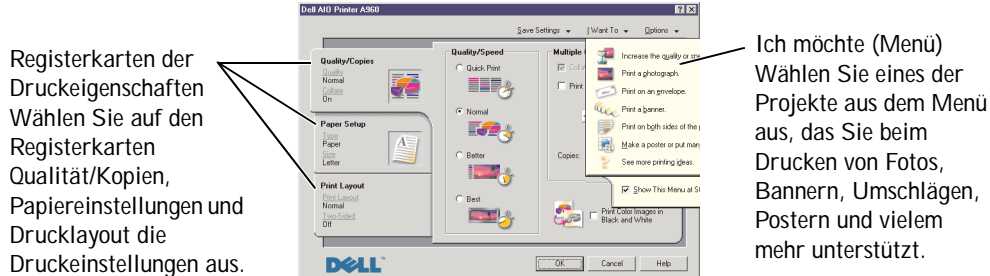 Registerkarten der
Druckeigenschaften
Wählen Sie auf den
Registerkarten
Qualität/Kopien,
Papiereinstellungen und
Drucklayout die
Druckeinstellungen aus.
Dell AIO Printer A960
Save Settings
I Want To
Options
Quality/Copies
Quality
Normal
Collate
On
Paper Setup
Type
Paper
Size
Letter
Print Layout
Print Layout
Normal
Two-Sided
Off
Quality/Speed
Quick Print
Normal
Better
Best
Multiple
Print
Copies:
Print Color Images in
Black and White
Increase the quality or
Print a photograph.
Print on an envelope.
Print a banner.
Print on both sides of the
Make a poster or put
See more printing ideas.
Show This Menu at
DELL
OK
Cancel
Help
Ich möchte (Menü)
Wählen Sie eines der
Projekte aus dem Menü
aus, das Sie beim
Drucken von Fotos,
Bannern, Umschlägen,
Postern und vielem
mehr unterstützt.